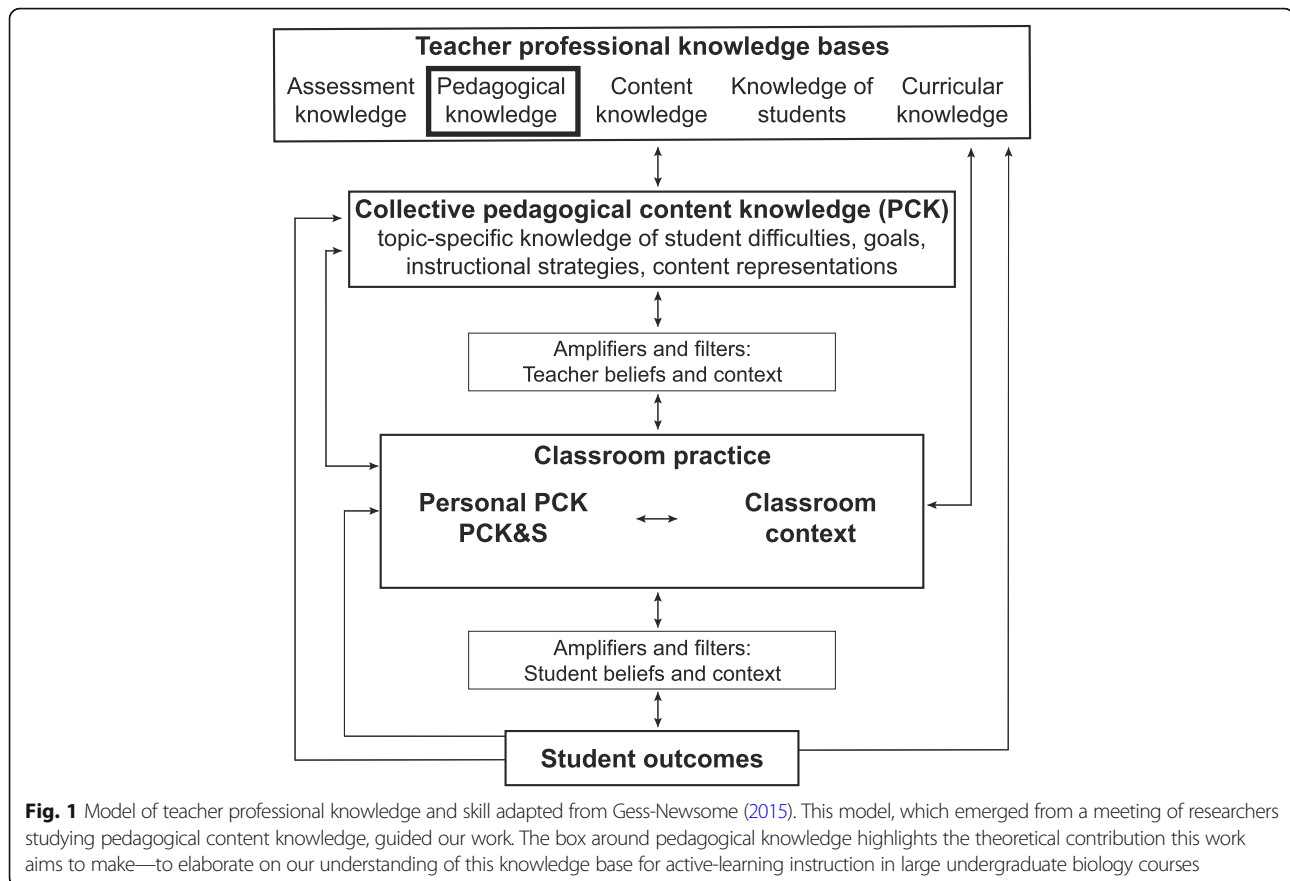 Teacher professional knowledge bases
Assessment knowledge
Pedagogical knowledge
Content knowledge
Knowledge of students
Curricular knowledge
Collective pedagogical content knowledge (PCK)
topic-specific knowledge of student difficulties, goals,
instructional strategies, content representations
Amplifiers and filters:
Teacher beliefs and context
Classroom practice
Personal PCK
PCK&S
Classroom
context
Amplifiers and filters:
Student beliefs and context
Student outcomes
Fig. 1 Model of teacher professional knowledge and skill adapted from Gess-Newsome (2015). This model, which emerged from a meeting of researchers
studying pedagogical content knowledge, guided our work. The box around pedagogical knowledge highlights the theoretical contribution this work
aims to make—to elaborate on our understanding of this knowledge base for active-learning instruction in large undergraduate biology courses